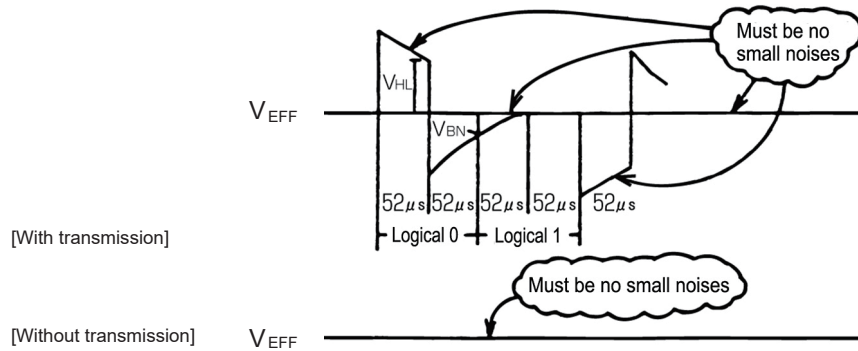 Must be no
small noises
VHL
VEFF
VBN
52μs 52μs 52μs 52μs 52μs
Logical 0 Logical 1
[With transmission]
Must be no small noises
[Without transmission] VEFF